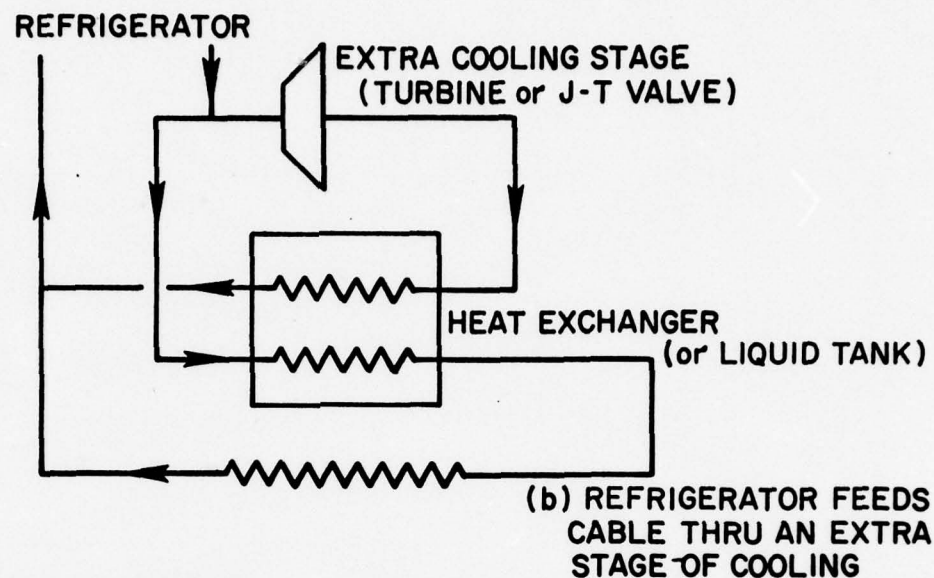 REFRIGERATOR
EXTRA COOLING STAGE
(TURBINE or J-T VALVE)
HEAT EXCHANGER
(or LIQUID TANK)
(b) REFRIGERATOR FEEDS
CABLE THRU AN EXTRA
STAGE OF COOLING